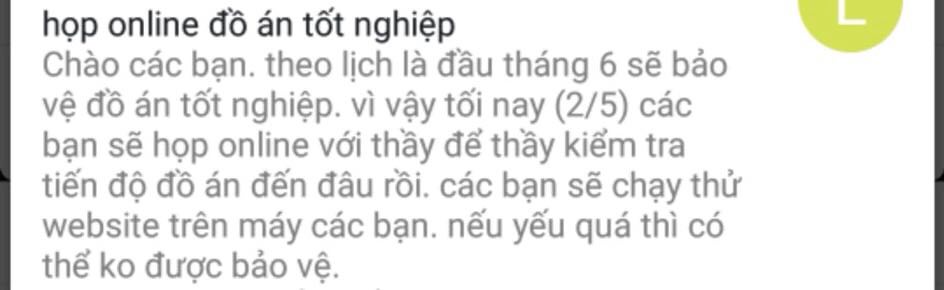 họp online đồ án tốt nghiệp
L
Chào các bạn. theo lịch là đầu tháng 6 sẽ bảo
vệ đồ án tốt nghiệp. vì vậy tối nay (2/5) các
bạn sẽ họp online với thầy để thầy kiểm tra
tiến độ đồ án đến đâu rồi. các bạn sẽ chạy thử
website trên máy các bạn. nếu yếu quá thì có
thể ko được bảo vệ.